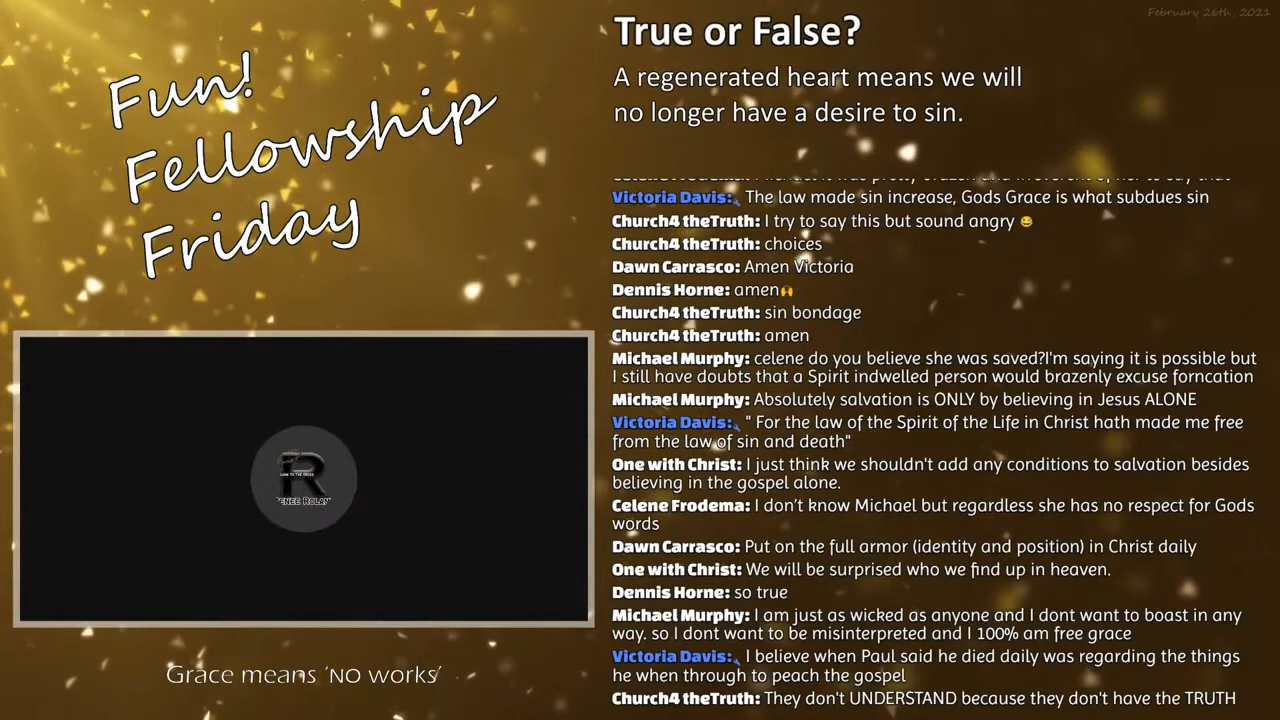 February 26th, 2021
Fun!
Fellowship
Friday
True or False?
A regenerated heart means we will
no longer have a desire to sin.
Victoria Davis: The law made sin increase, Gods Grace is what subdues sin
Church4 theTruth: I try to say this but sound angry 😂
Church4 theTruth: choices
Dawn Carrasco: Amen Victoria
Dennis Horne: amen🙌
Church4 theTruth: sin bondage
Church4 theTruth: amen
Michael Murphy: celene do you believe she was saved?I'm saying it is possible but
I still have doubts that a Spirit indwelled person would brazenly excuse forncation
Michael Murphy: Absolutely salvation is ONLY by believing in Jesus ALONE
Victoria Davis: " For the law of the Spirit of the Life in Christ hath made me free
from the law of sin and death"
One with Christ: I just think we shouldn't add any conditions to salvation besides
believing in the gospel alone.
Celene Frodema: I don't know Michael but regardless she has no respect for Gods
words
Dawn Carrasco: Put on the full armor (identity and position) in Christ daily
One with Christ: We will be surprised who we find up in heaven.
Dennis Horne: so true
Michael Murphy: I am just as wicked as anyone and I dont want to boast in any
way. so I dont want to be misinterpreted and I 100% am free grace
Victoria Davis: I believe when Paul said he died daily was regarding the things
he when through to peach the gospel
Church4 theTruth: They don't UNDERSTAND because they don't have the TRUTH
R
Grace means 'NO works'